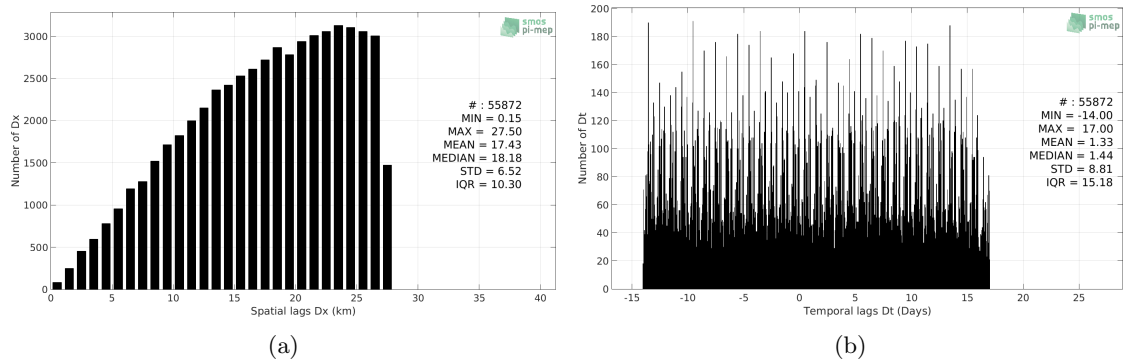 smos
pi-mep
3000
2500
2000
1500
1000
500
0
Number of Dx
# : 55872
MIN = 0.15
MAX = 27.50
MEAN = 17.43
MEDIAN = 18.18
STD = 6.52
IQR = 10.30
0 5 10 15 20 25 30 35 40
Spatial lags Dx (km)
(a)
200
180
160
140
120
100
80
60
40
20
0
Number of Dt
smos
pi-mep
# : 55872
MIN = -14.00
MAX = 17.00
MEAN = 1.33
MEDIAN = 1.44
STD = 8.81
IQR = 15.18
-15 -10 -5 0 5 10 15 20 25
Temporal lags Dt (Days)
(b)